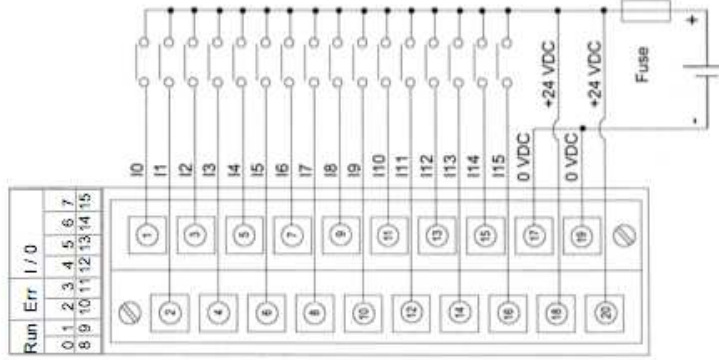 Run Err I / 0
0 1 2 3 4 5 6 7
8 9 10 11 12 13 14 15
I0
I1
I2
I3
I4
I5
I6
I7
I8
I9
I10
I11
I12
I13
I14
I15
0 VDC
+24 VDC
0 VDC
+24 VDC
Fuse
+
-
1 3 5 7 9 11 13 15 17 19
2 4 6 8 10 12 14 16 18 20